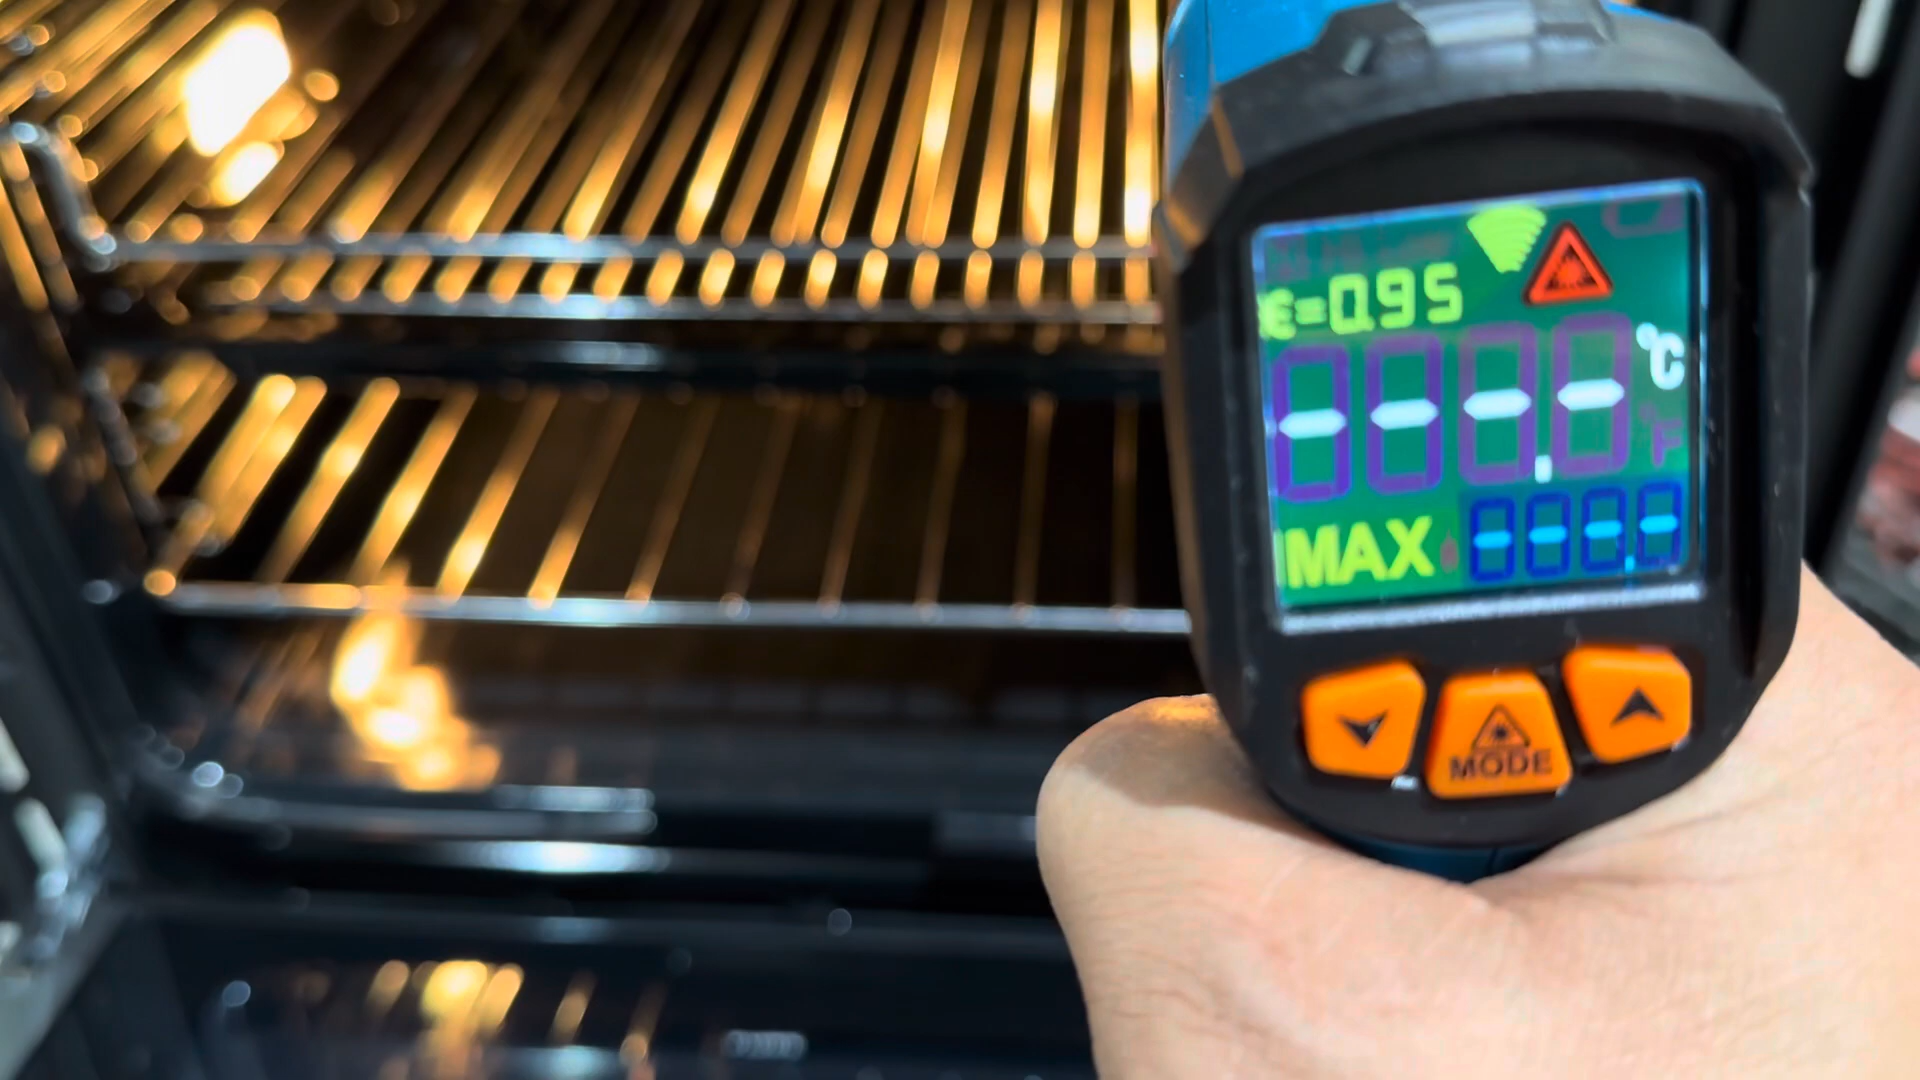 ε=0.95
----.- °C
°F
MAX ---.-
MODE